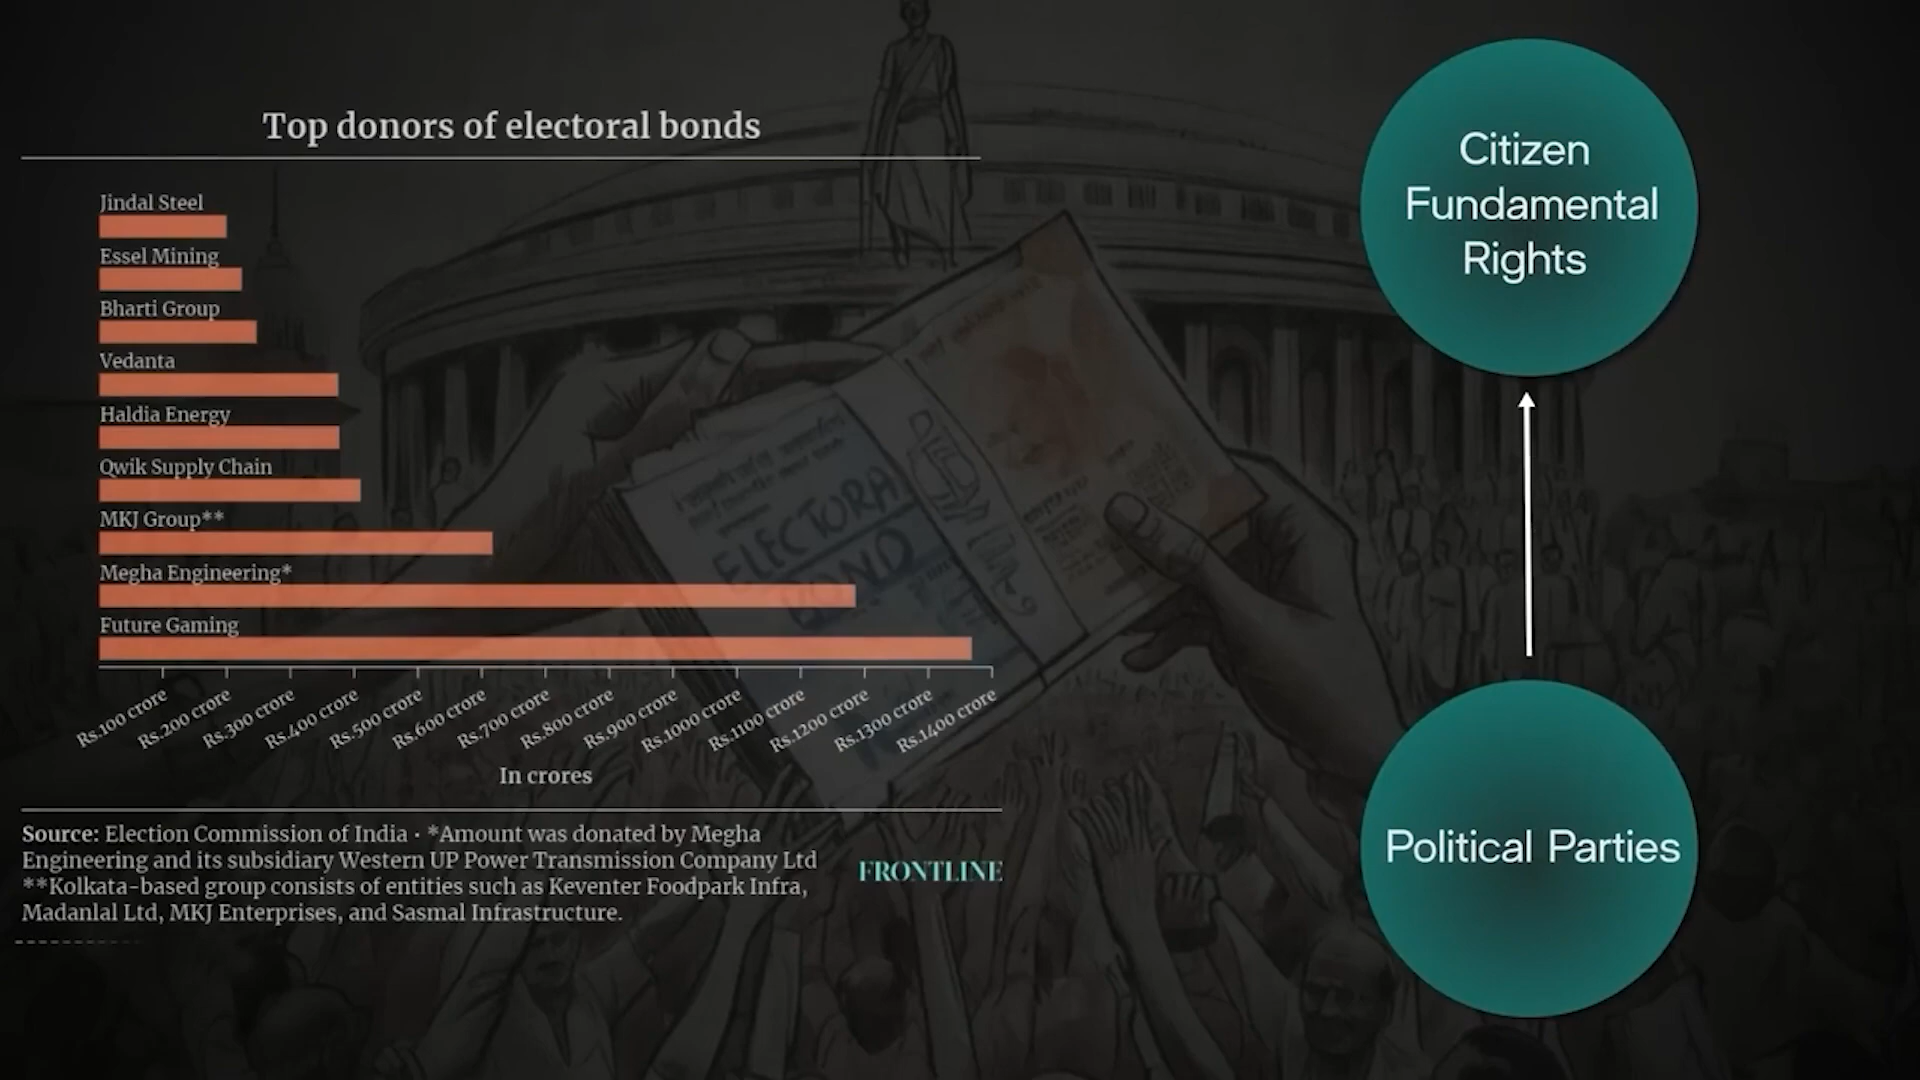 Top donors of electoral bonds
Jindal Steel
Essel Mining
Bharti Group
Vedanta
Haldia Energy
Qwik Supply Chain
MKJ Group**
Megha Engineering*
Future Gaming
Rs.100 crore
Rs.200 crore
Rs.300 crore
Rs.400 crore
Rs.500 crore
Rs.600 crore
Rs.700 crore
Rs.800 crore
Rs.900 crore
Rs.1000 crore
Rs.1100 crore
Rs.1200 crore
Rs.1300 crore
Rs.1400 crore
In crores
Source: Election Commission of India · *Amount was donated by Megha
Engineering and its subsidiary Western UP Power Transmission Company Ltd
**Kolkata-based group consists of entities such as Keventer Foodpark Infra,
Madanlal Ltd, MKJ Enterprises, and Sasmal Infrastructure.
FRONTLINE
ELECTORA
BOND
Citizen
Fundamental
Rights
Political Parties